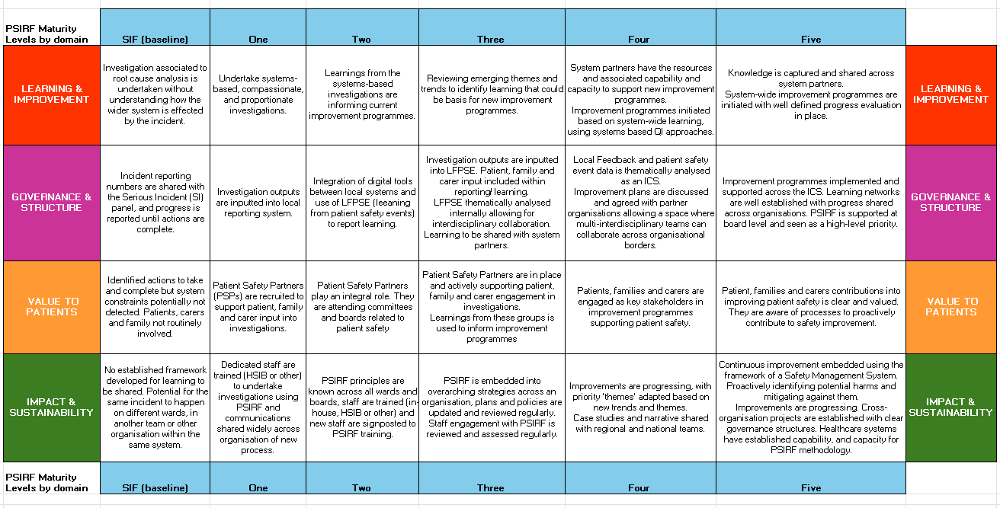 PSIRF Maturity
Levels by domain
SIF (baseline)
One
Two
Three
Four
Five
LEARNING &
IMPROVEMENT
Investigation associated to
root cause analysis is
undertaken without
understanding how the
wider system is effected
by the incident.
Undertake systems-
based, compassionate,
and proportionate
investigations.
Learnings from the
systems-based
investigations are
informing current
improvement programmes.
Reviewing emerging themes and
trends to identify learning that could
be basis for new improvement
programmes.
System partners have the resources
and associated capability and
capacity to support new improvement
programmes.
Improvement programmes initiated
based on system-wide learning,
using systems based QI approaches.
Knowledge is captured and shared across
system partners.
System-wide improvement programmes are
initiated with well defined progress evaluation
in place.
LEARNING &
IMPROVEMENT
GOVERNANCE &
STRUCTURE
Incident reporting
numbers are shared with
the Serious Incident (SI)
panel, and progress is
reported until actions are
complete.
Investigation outputs
are inputted into local
reporting system.
Integration of digital tools
between local systems and
use of LFPSE (leeaning
from patient safety events)
to report learning.
Investigation outputs are inputted
into LFPSE. Patient, family and
carer input included within
reporting/ learning.
LFPSE thematically analysed
internally allowing for
interdisciplinary collaboration.
Learning to be shared with system
partners.
Local Feedback and patient safety
event data is thematically analysed
as an ICS.
Improvement plans are discussed
and agreed with partner
organisations allowing a space where
multi-interdisciplinary teams can
collaborate across organisational
borders.
Improvement programmes implemented and
supported across the ICS. Learning networks
are well established with progress shared
across organisations. PSIRF is supported at
board level and seen as a high-level priority.
GOVERNANCE &
STRUCTURE
VALUE TO
PATIENTS
Identified actions to take
and complete but system
constraints potentially not
detected. Patients, carers
and family not routinely
involved.
Patient Safety Partners
(PSPs) are recruited to
support patient, family
and carer input into
investigations.
Patient Safety Partners
play an integral role. They
are attending committees
and boards related to
patient safety
Patient Safety Partners are in place
and actively supporting patient,
family and carer engagement in
investigations.
Learnings from these groups is
used to inform improvement
programmes
Patients, families and carers are
engaged as key stakeholders in
improvement programmes
supporting patient safety.
Patient, families and carers contributions into
improving patient safety is clear and valued.
They are aware of processes to proactively
contribute to safety improvement.
VALUE TO
PATIENTS
IMPACT &
SUSTAINABILITY
No established framework
developed for learning to
be shared. Potential for the
same incident to happen
on different wards, in
another team or other
organisation within the
same system.
Dedicated staff are
trained (HSIB or other)
to undertake
investigations using
PSIRF and
communications
shared widely across
organisation of new
process.
PSIRF principles are
known across all wards and
boards, staff are trained (in-
house, HSIB or other) and
new staff are signposted to
PSIRF training.
PSIRF is embedded into
overarching strategies across an
organisation, plans and policies are
updated and reviewed regularly.
Staff engagement with PSIRF is
reviewed and assessed regularly.
Improvements are progressing, with
priority 'themes' adapted based on
new trends and themes.
Case studies and narrative shared
with regional and national teams.
Continuous improvement embedded using the
framework of a Safety Management System.
Proactively identifying potential harms and
mitigating against them.
Improvements are progressing. Cross-
organisation projects are established with clear
governance structures. Healthcare systems
have established capability, and capacity for
PSIRF methodology.
IMPACT &
SUSTAINABILITY
PSIRF Maturity
Levels by domain
SIF (baseline)
One
Two
Three
Four
Five